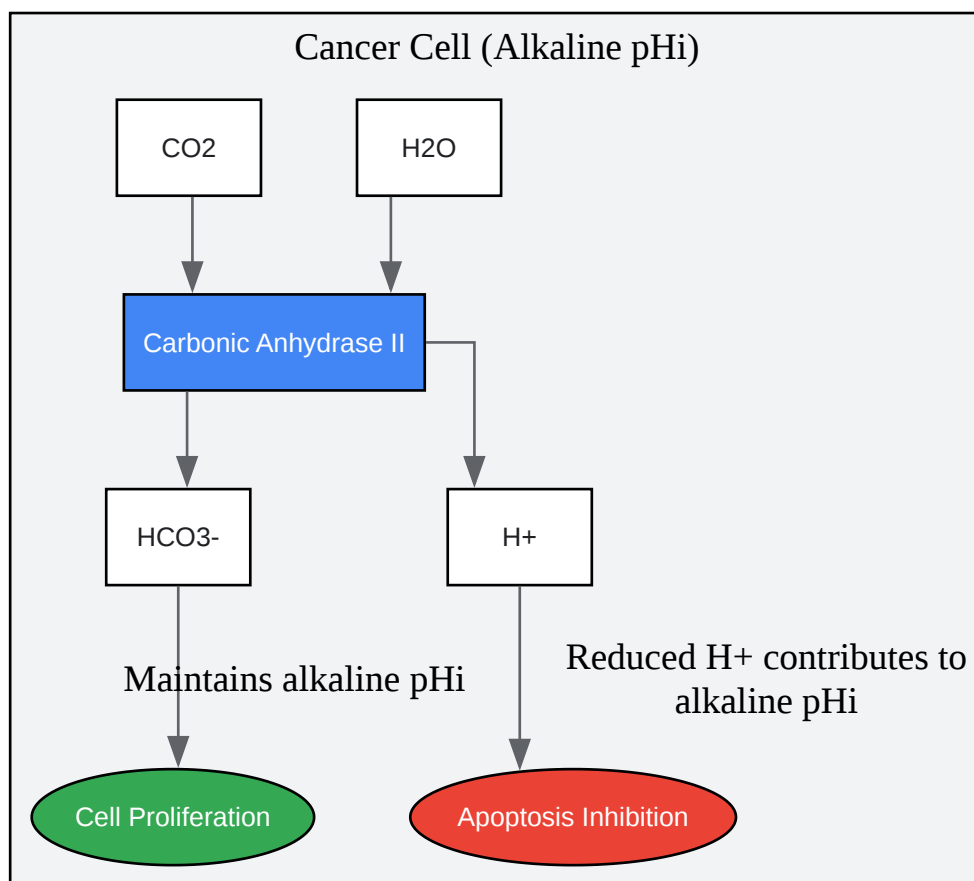 Cancer Cell (Alkaline pHi)
CO2
H2O
Carbonic Anhydrase II
HCO3-
H+
Maintains alkaline pHi
Reduced H+ contributes to
alkaline pHi
Cell Proliferation
Apoptosis Inhibition